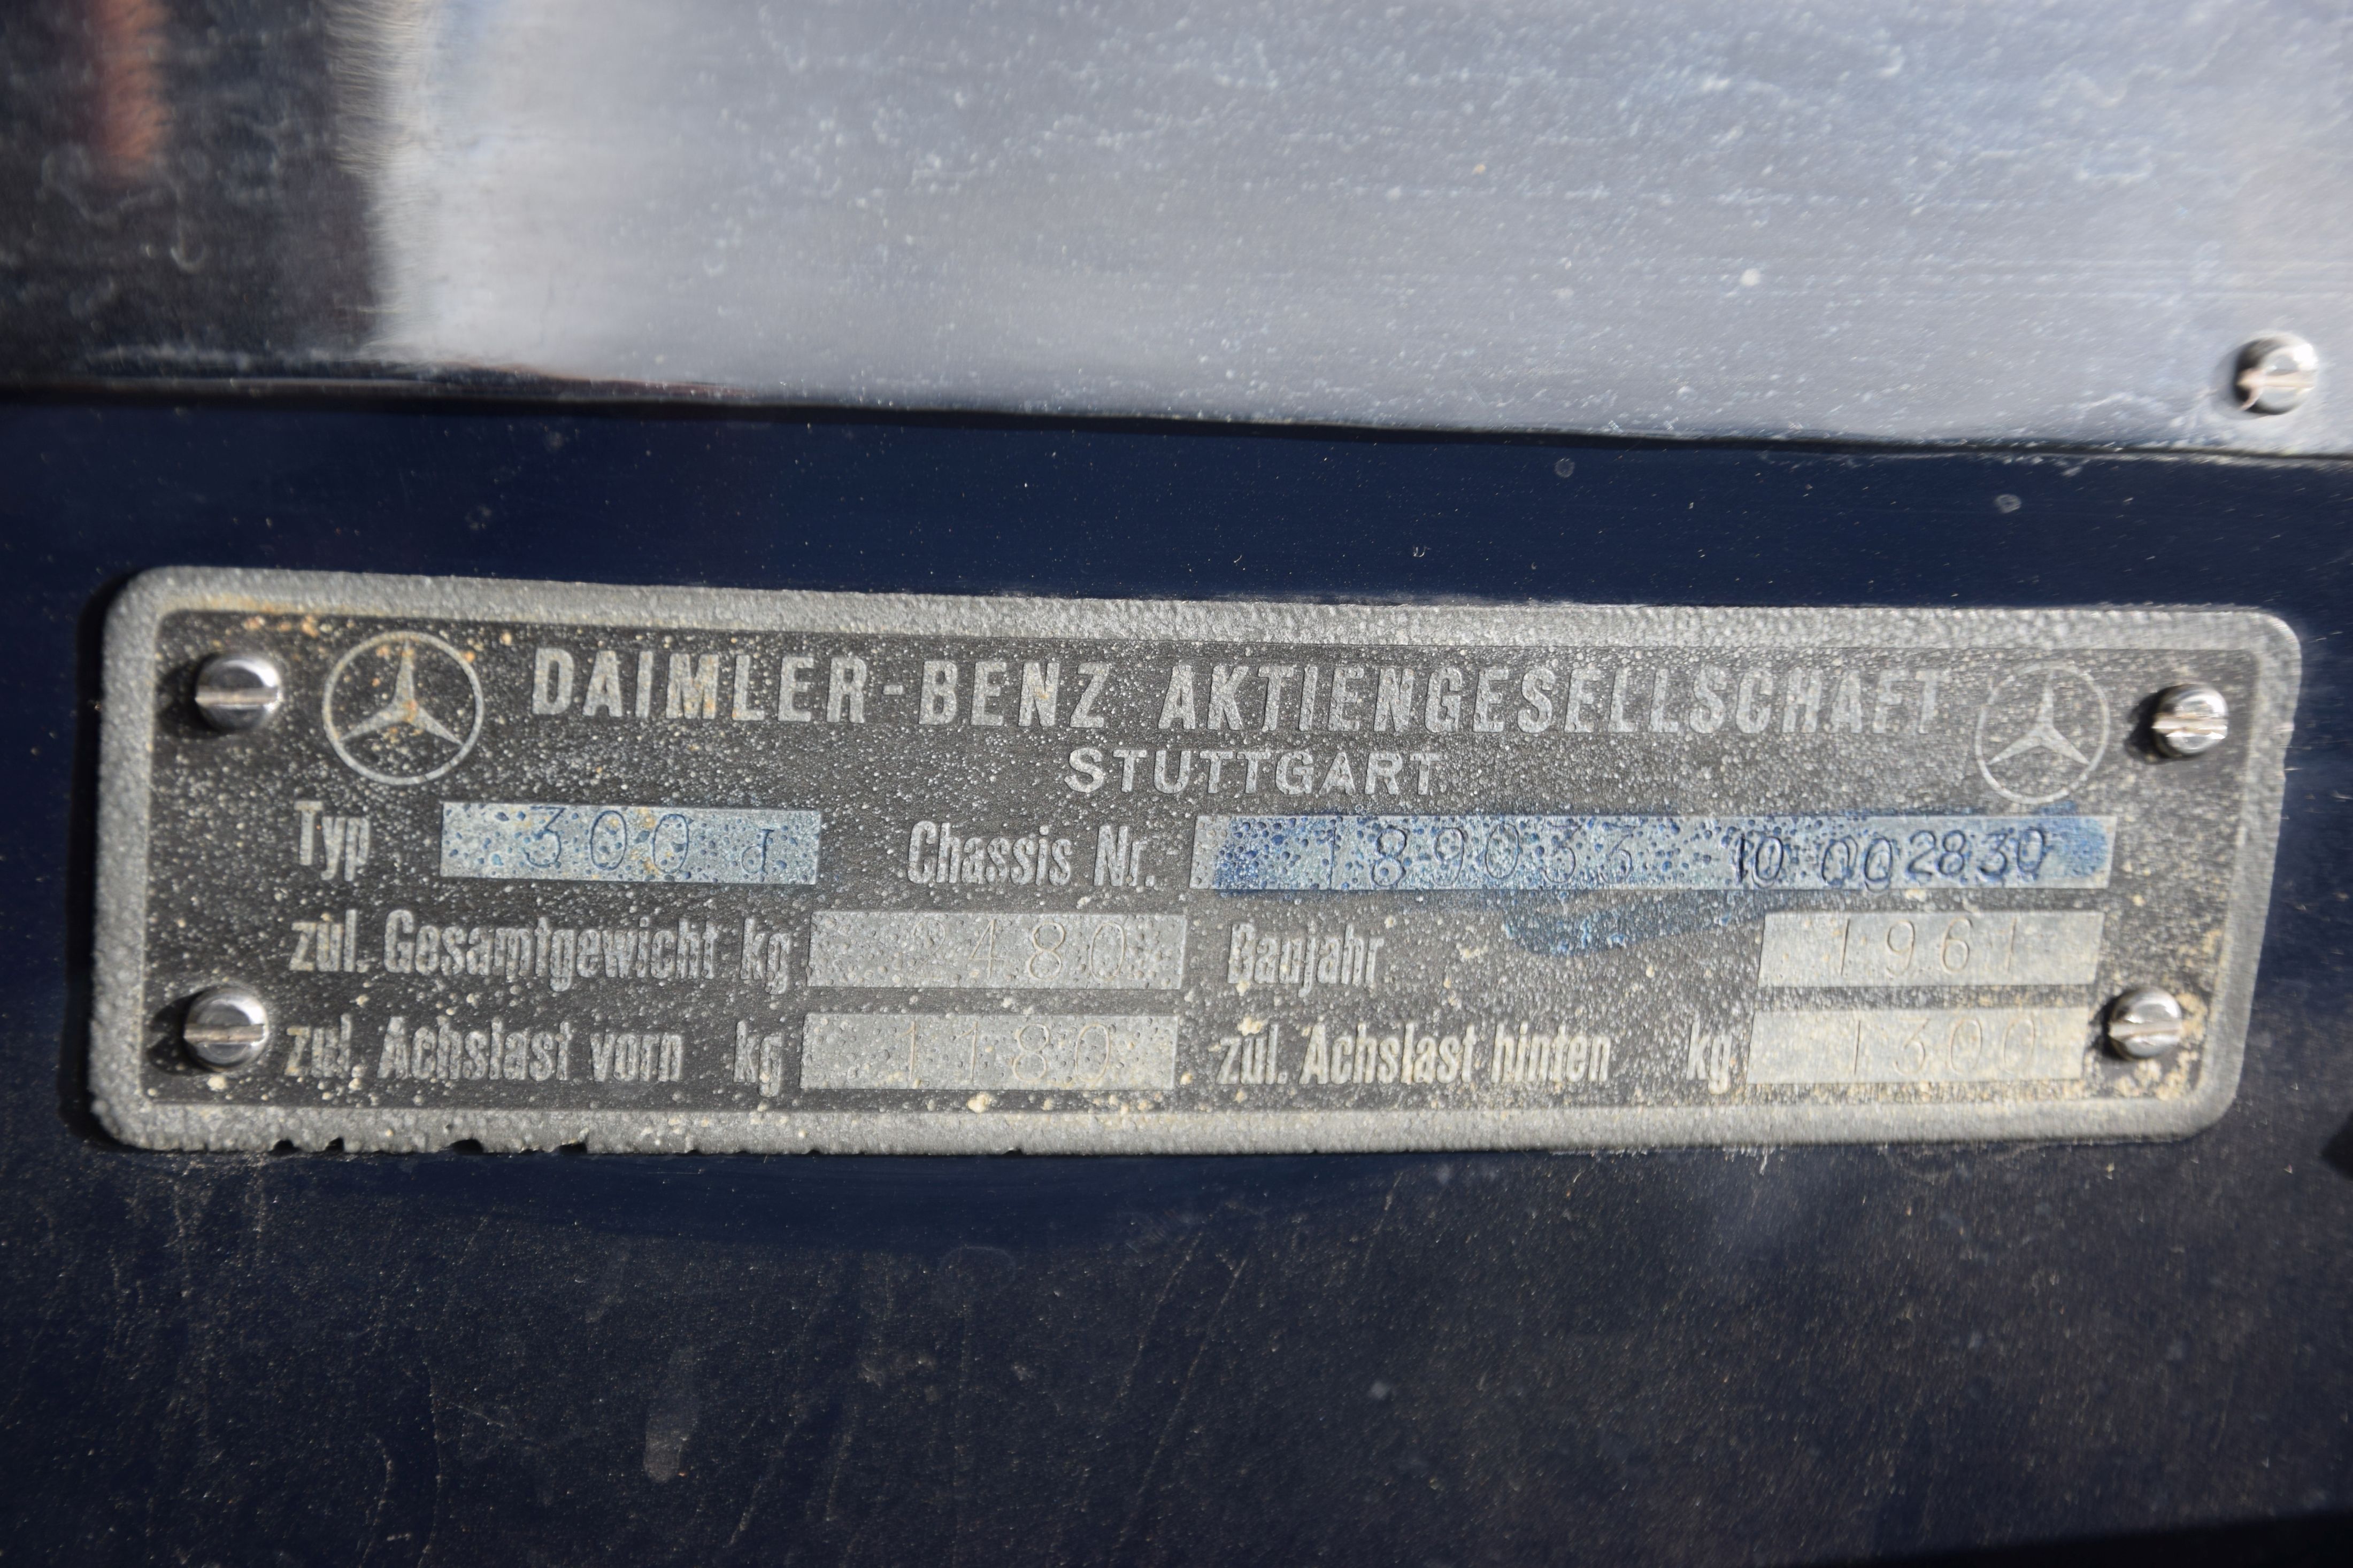 DAIMLER-BENZ AKTIENGESELLSCHAFT
STUTTGART
Typ 300 d Chassis Nr. 189033 10 002830
zul. Gesamtgewicht kg 2480 Baujahr 1961
zul. Achslast vorn kg 1180 zul. Achslast hinten kg 1300